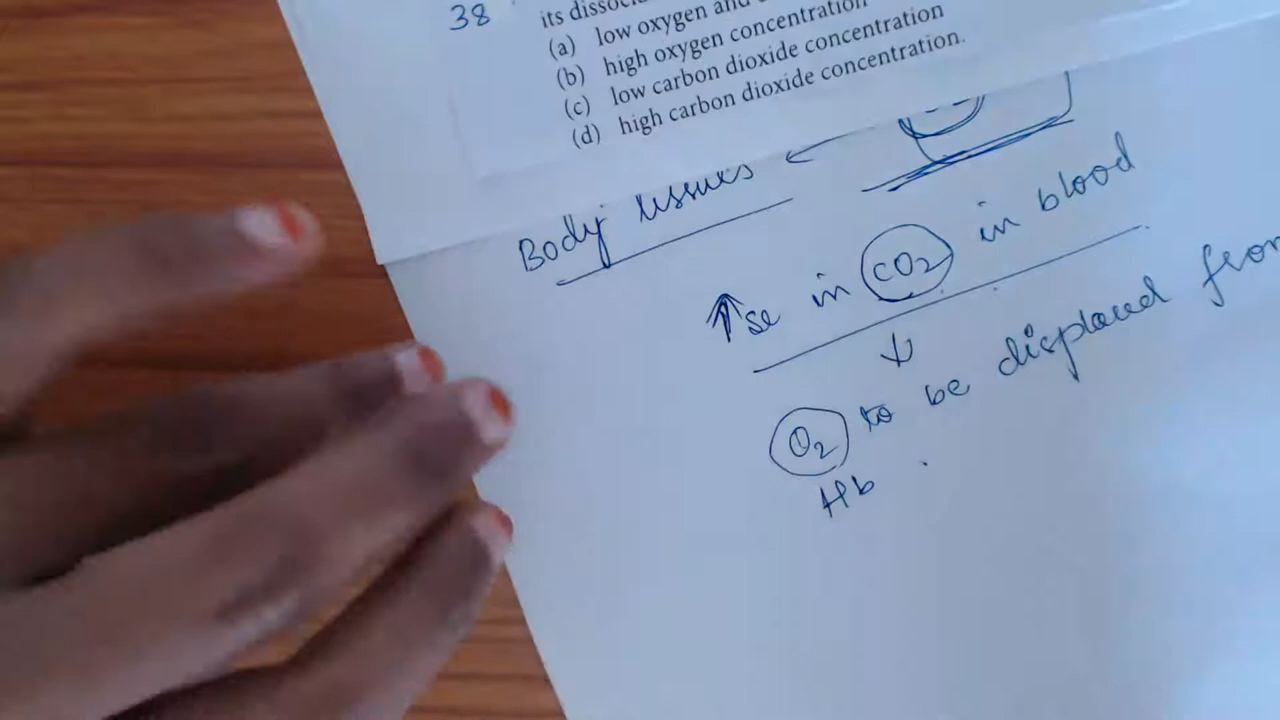 38
its
(a) low oxygen and
(b) high oxygen concentration
(c) low carbon dioxide concentration
(d) high carbon dioxide concentration.
Body tissues ←
↑se in CO2 in blood
↓
O2 to be displaced from
Hb